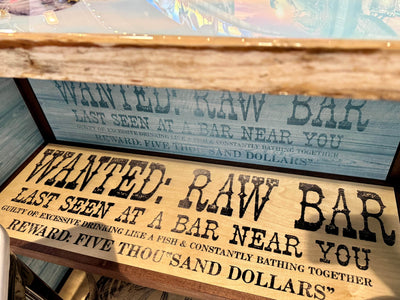 WANTED: RAW BAR
LAST SEEN AT A BAR NEAR YOU
GUILTY OF EXCESSIVE DRINKING LIKE A FISH & CONSTANTLY BATHING TOGETHER
REWARD: FIVE THOU"SAND DOLLARS"
WANTED: RAW BAR
LAST SEEN AT A BAR NEAR YOU
GUILTY OF EXCESSIVE DRINKING LIKE A FISH & CONSTANTLY BATHING TOGETHER
REWARD: FIVE THOU"SAND DOLLARS"